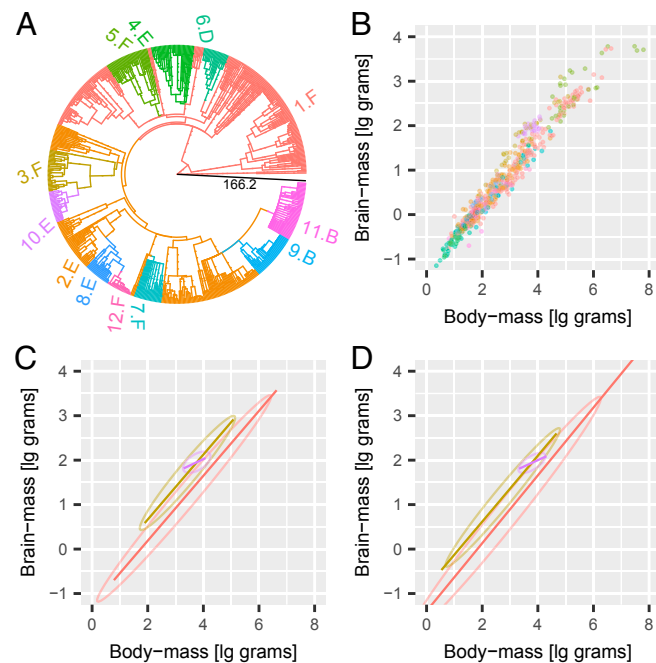 A
4.E
5.F
6.D
1.F
3.F
166.2
10.E
11.B
2.E
9.B
8.E
12.F
7.F
B
Brain−mass [lg grams]
4
3
2
1
0
−1
0 2 4 6 8
Body−mass [lg grams]
C
Brain−mass [lg grams]
4
3
2
1
0
−1
0 2 4 6 8
Body−mass [lg grams]
D
Brain−mass [lg grams]
4
3
2
1
0
−1
0 2 4 6 8
Body−mass [lg grams]